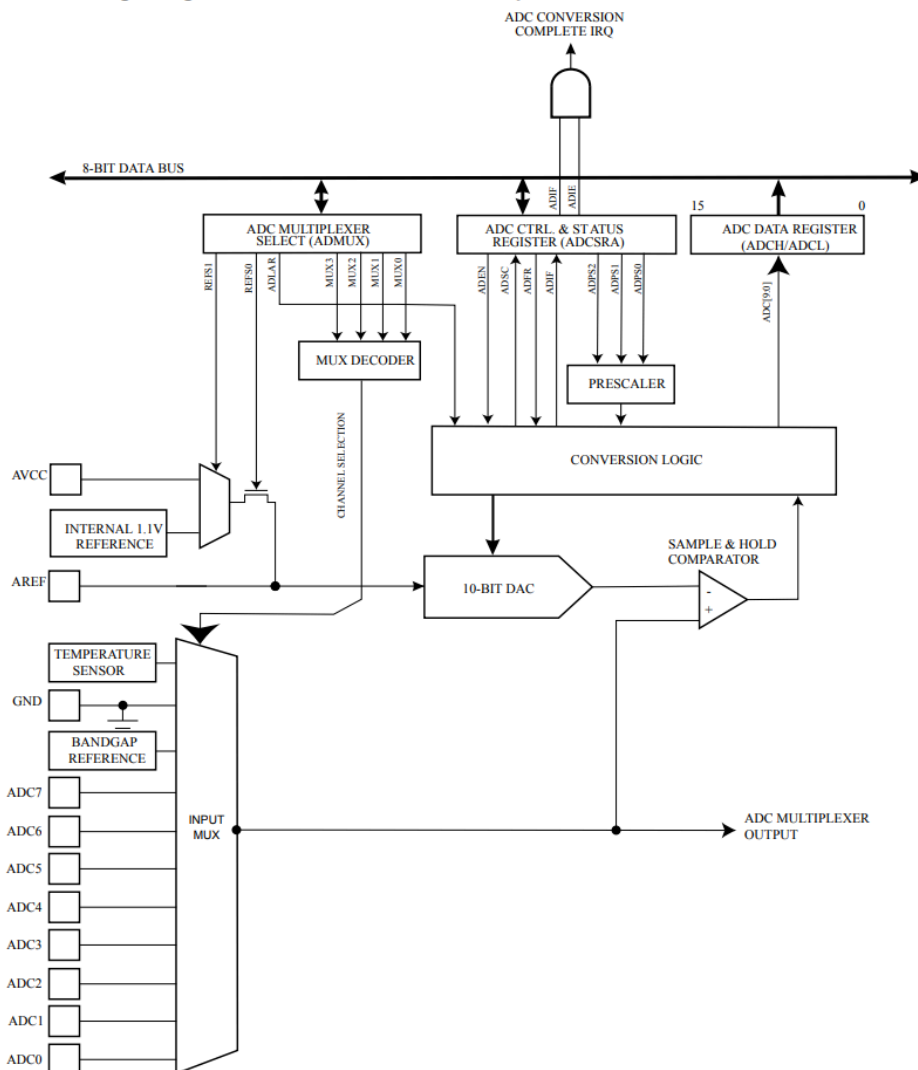 ADC CONVERSION
COMPLETE IRQ
8-BIT DATA BUS
ADIF
ADIE
15
0
ADC MULTIPLEXER
SELECT (ADMUX)
ADC CTRL. & STATUS
REGISTER (ADCSRA)
ADC DATA REGISTER
(ADCH/ADCL)
REFS1
REFS0
ADLAR
MUX3
MUX2
MUX1
MUX0
ADEN
ADSC
ADFR
ADIF
ADPS2
ADPS1
ADPS0
ADC[9:0]
MUX DECODER
PRESCALER
CHANNEL SELECTION
CONVERSION LOGIC
AVCC
INTERNAL 1.1V
REFERENCE
SAMPLE & HOLD
COMPARATOR
AREF
10-BIT DAC
-
+
TEMPERATURE
SENSOR
GND
BANDGAP
REFERENCE
ADC7
ADC6
INPUT
MUX
ADC MULTIPLEXER
OUTPUT
ADC5
ADC4
ADC3
ADC2
ADC1
ADC0